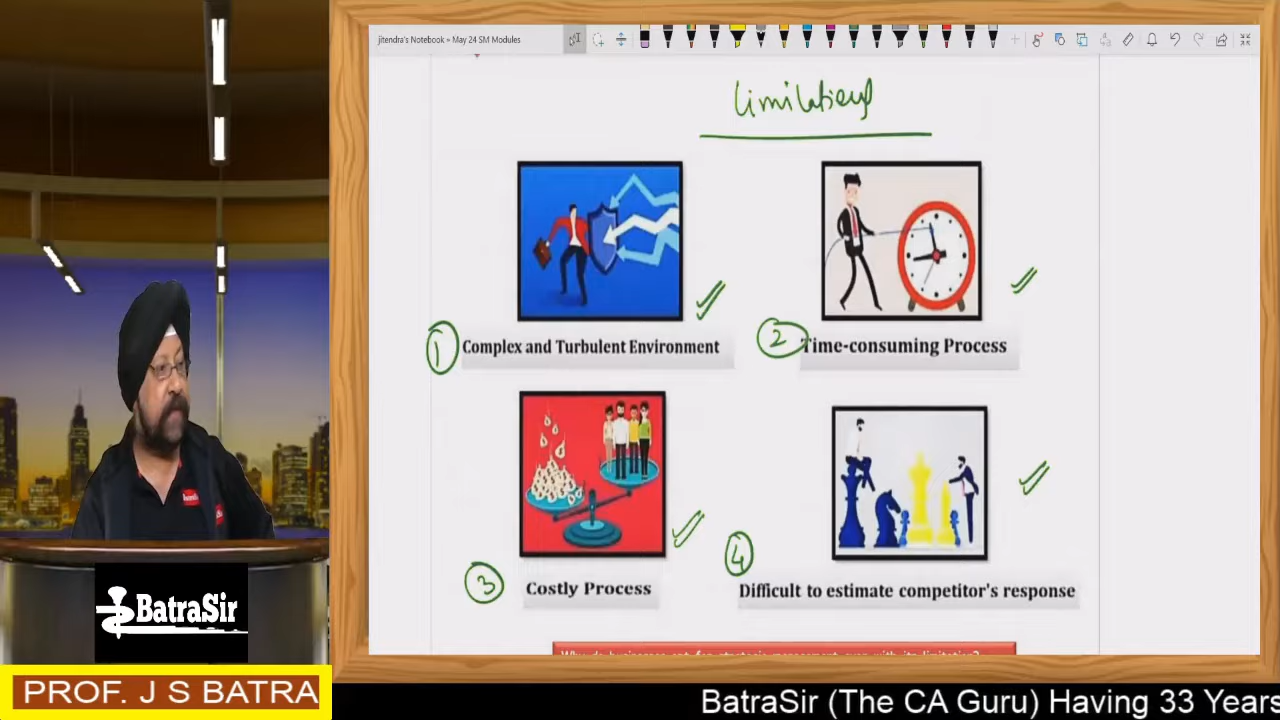 jitendra's Notebook » May 24 SM Modules
Limitations
1 Complex and Turbulent Environment
2 Time-consuming Process
3 Costly Process
4 Difficult to estimate competitor's response
BatraSir
PROF. J S BATRA
BatraSir (The CA Guru) Having 33 Years